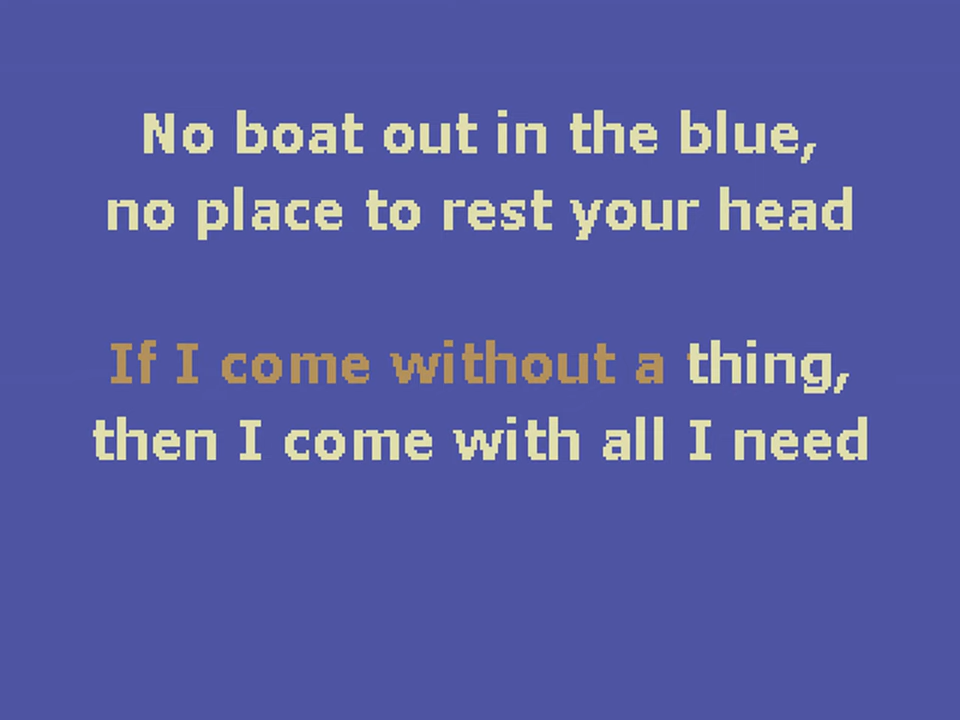 No boat out in the blue,
no place to rest your head
If I come without a thing,
then I come with all I need